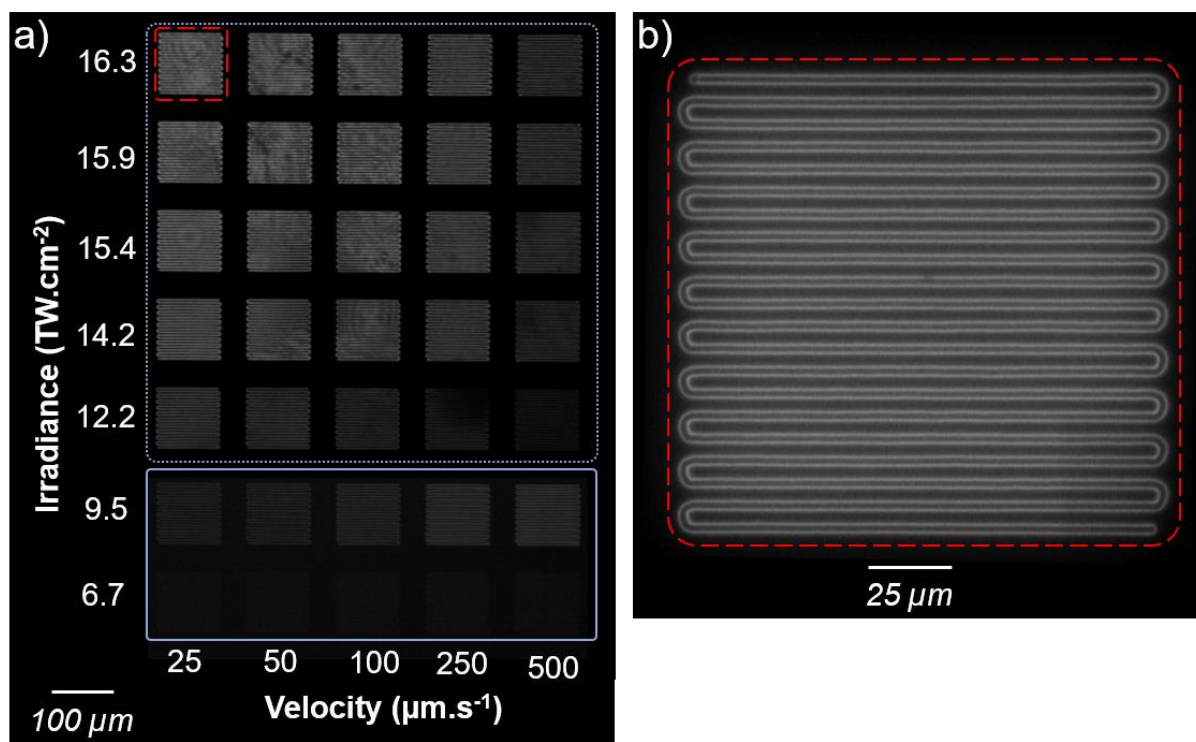 a)
16.3
15.9
15.4
14.2
12.2
9.5
6.7
Irradiance (TW.cm⁻²)
25 50 100 250 500
Velocity (µm.s⁻¹)
100 µm
b)
25 µm